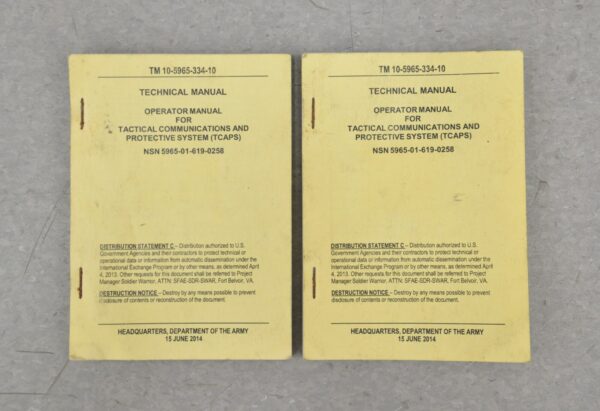 TM 10-5965-334-10
TECHNICAL MANUAL
OPERATOR MANUAL
FOR
TACTICAL COMMUNICATIONS AND
PROTECTIVE SYSTEM (TCAPS)
NSN 5965-01-619-0258
DISTRIBUTION STATEMENT C – Distribution authorized to U.S.
Government Agencies and their contractors to protect technical or
operational data or information from automatic dissemination under the
International Exchange Program or by other means, as determined April
4, 2013. Other requests for this document shall be referred to Project
Manager Soldier Warrior, ATTN: SFAE-SDR-SWAR, Fort Belvoir, VA.
DESTRUCTION NOTICE – Destroy by any means possible to prevent
disclosure of contents or reconstruction of the document.
HEADQUARTERS, DEPARTMENT OF THE ARMY
15 JUNE 2014
TM 10-5965-334-10
TECHNICAL MANUAL
OPERATOR MANUAL
FOR
TACTICAL COMMUNICATIONS AND
PROTECTIVE SYSTEM (TCAPS)
NSN 5965-01-619-0258
DISTRIBUTION STATEMENT C – Distribution authorized to U.S.
Government Agencies and their contractors to protect technical or
operational data or information from automatic dissemination under the
International Exchange Program or by other means, as determined April
4, 2013. Other requests for this document shall be referred to Project
Manager Soldier Warrior, ATTN: SFAE-SDR-SWAR, Fort Belvoir, VA.
DESTRUCTION NOTICE – Destroy by any means possible to prevent
disclosure of contents or reconstruction of the document.
HEADQUARTERS, DEPARTMENT OF THE ARMY
15 JUNE 2014